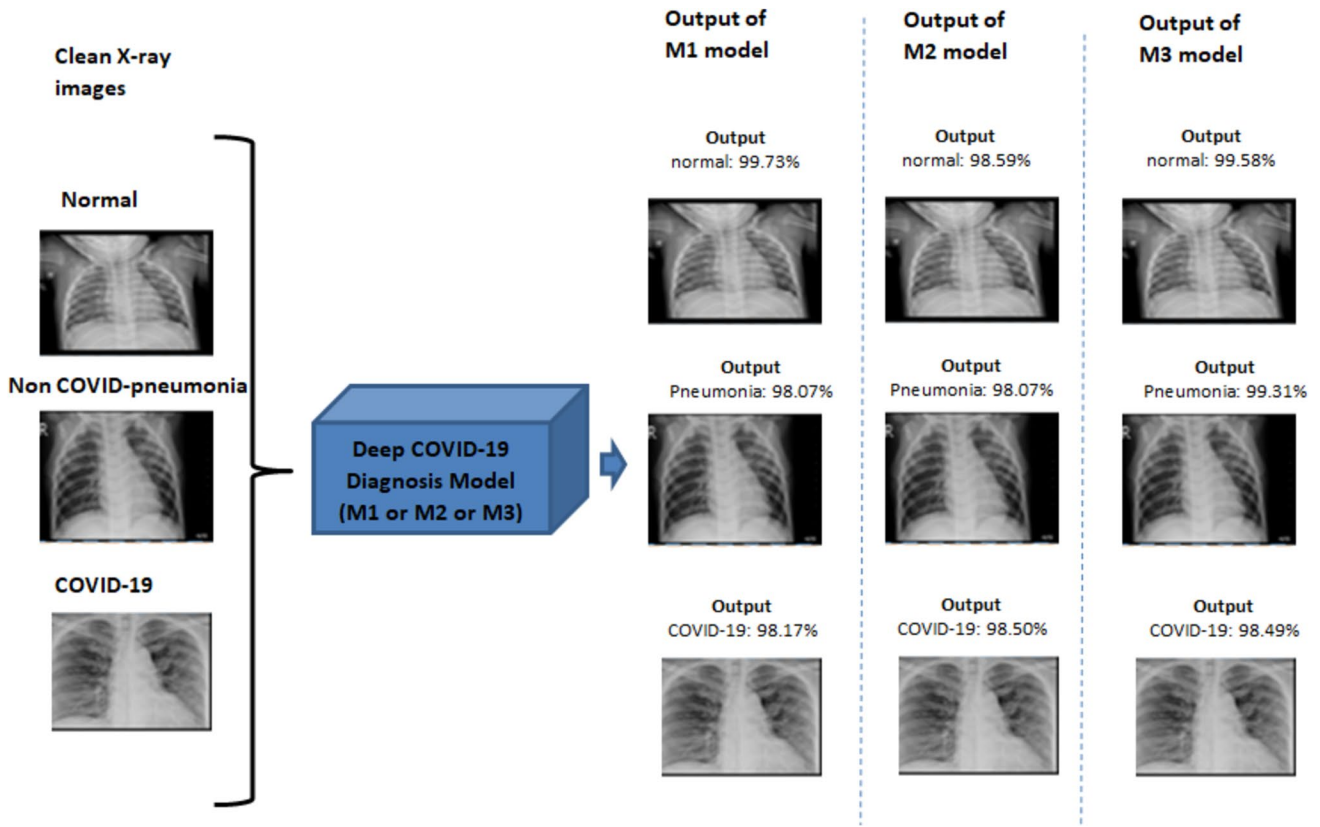 Clean X-ray
images
Normal
Non COVID-pneumonia
R
COVID-19
Deep COVID-19
Diagnosis Model
(M1 or M2 or M3)
Output of
M1 model
Output
normal: 99.73%
Output
Pneumonia: 98.07%
R
Output
COVID-19: 98.17%
Output of
M2 model
Output
normal: 98.59%
Output
Pneumonia: 98.07%
R
Output
COVID-19: 98.50%
Output of
M3 model
Output
normal: 99.58%
Output
Pneumonia: 99.31%
R
Output
COVID-19: 98.49%